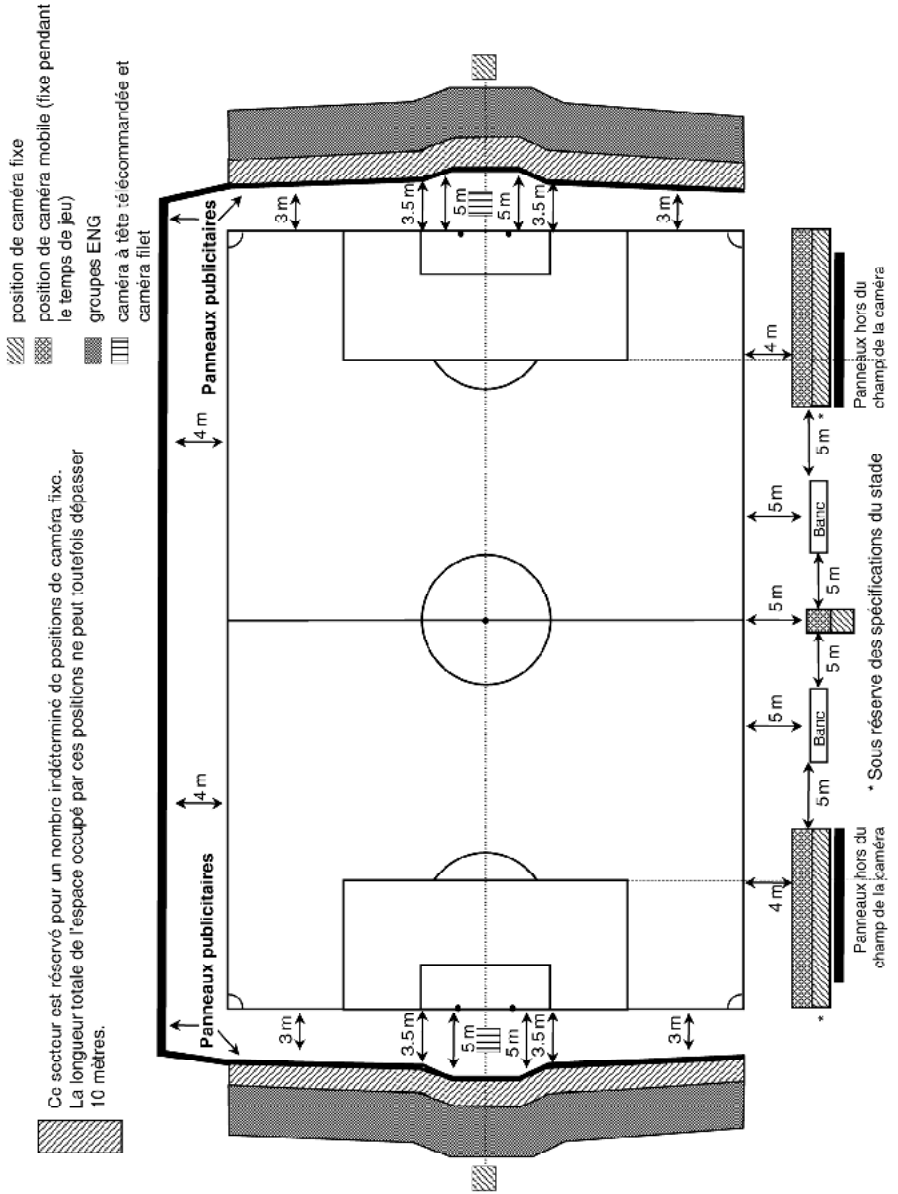 Ce secteur est réservé pour un nombre indéterminé de positions de caméra fixe.
La longueur totale de l'espace occupé par ces positions ne peut toutefois dépasser
10 mètres.
position de caméra fixe
position de caméra mobile (fixe pendant
le temps de jeu)
groupes ENG
caméra à tête télécommandée et
caméra filet
Panneaux publicitaires
4 m
4 m
Panneaux publicitaires
3 m
3 m
3.5 m
3.5 m
5 m
5 m
5 m
5 m
3.5 m
3.5 m
3 m
3 m
4 m
5 m
5 m
5 m
4 m
*
5 m
Banc
5 m
5 m
Banc
5 m *
Panneaux hors du
champ de la caméra
* Sous réserve des spécifications du stade
Panneaux hors du
champ de la caméra